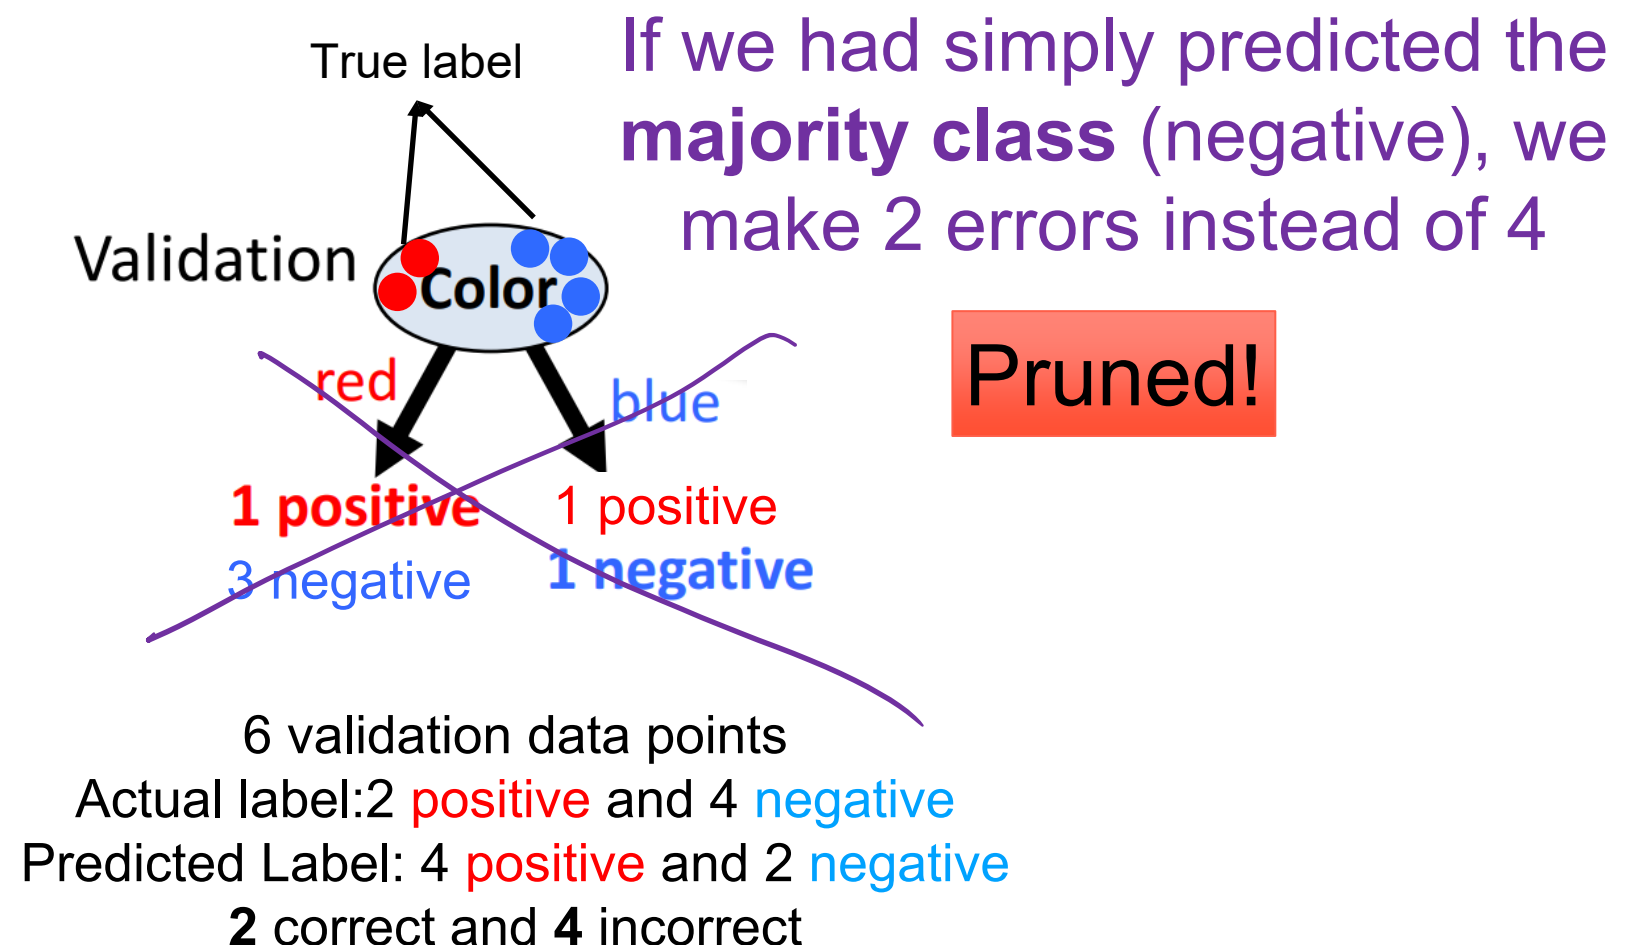 True label
If we had simply predicted the
majority class (negative), we
make 2 errors instead of 4
Validation
Color
Pruned!
red
blue
1 positive
3 negative
1 positive
1 negative
6 validation data points
Actual label:2 positive and 4 negative
Predicted Label: 4 positive and 2 negative
2 correct and 4 incorrect